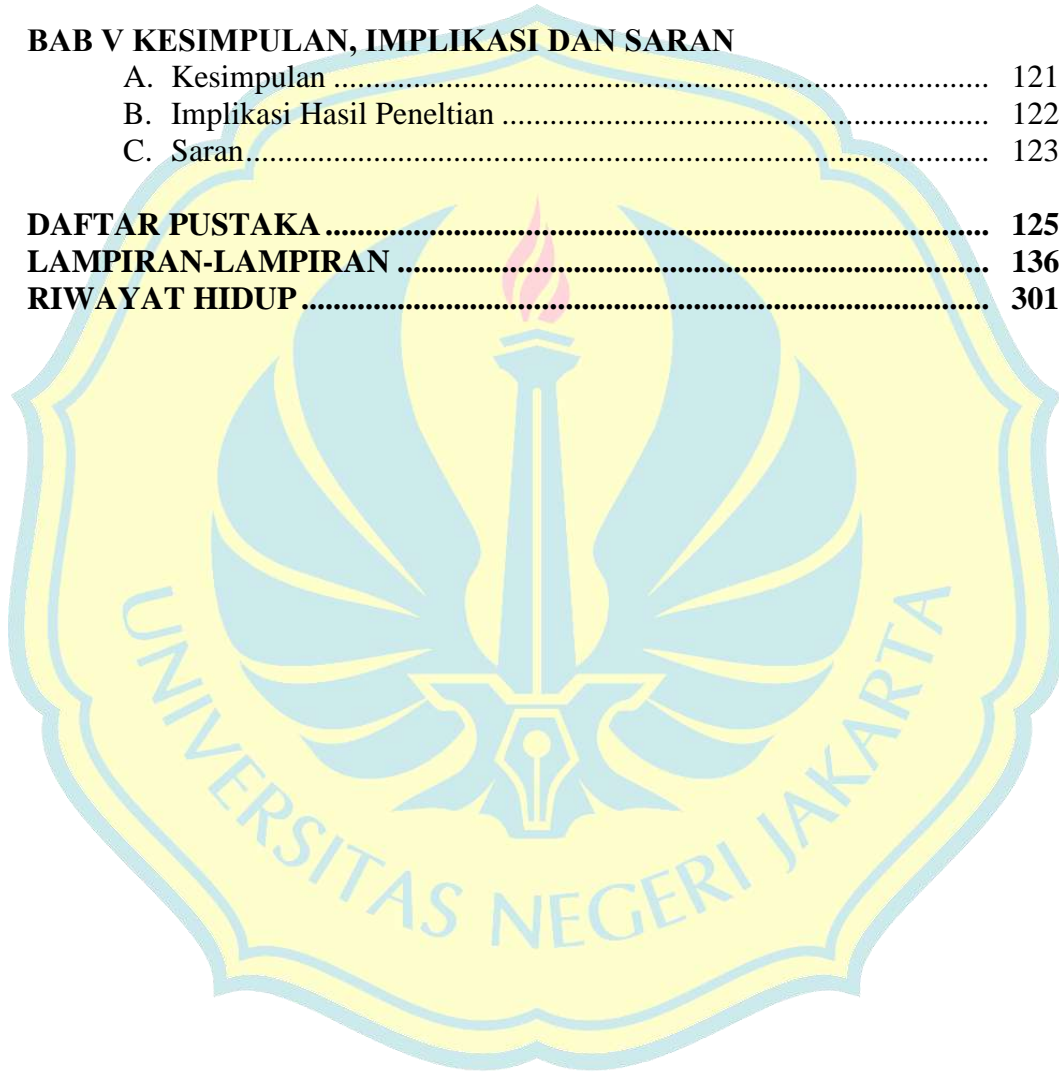 BAB V KESIMPULAN, IMPLIKASI DAN SARAN
A. Kesimpulan ................................................................................. 121
B. Implikasi Hasil Peneltian ............................................................. 122
C. Saran............................................................................................. 123
DAFTAR PUSTAKA ................................................................................... 125
LAMPIRAN-LAMPIRAN .......................................................................... 136
RIWAYAT HIDUP ...................................................................................... 301
UNIVERSITAS NEGERI JAKARTA